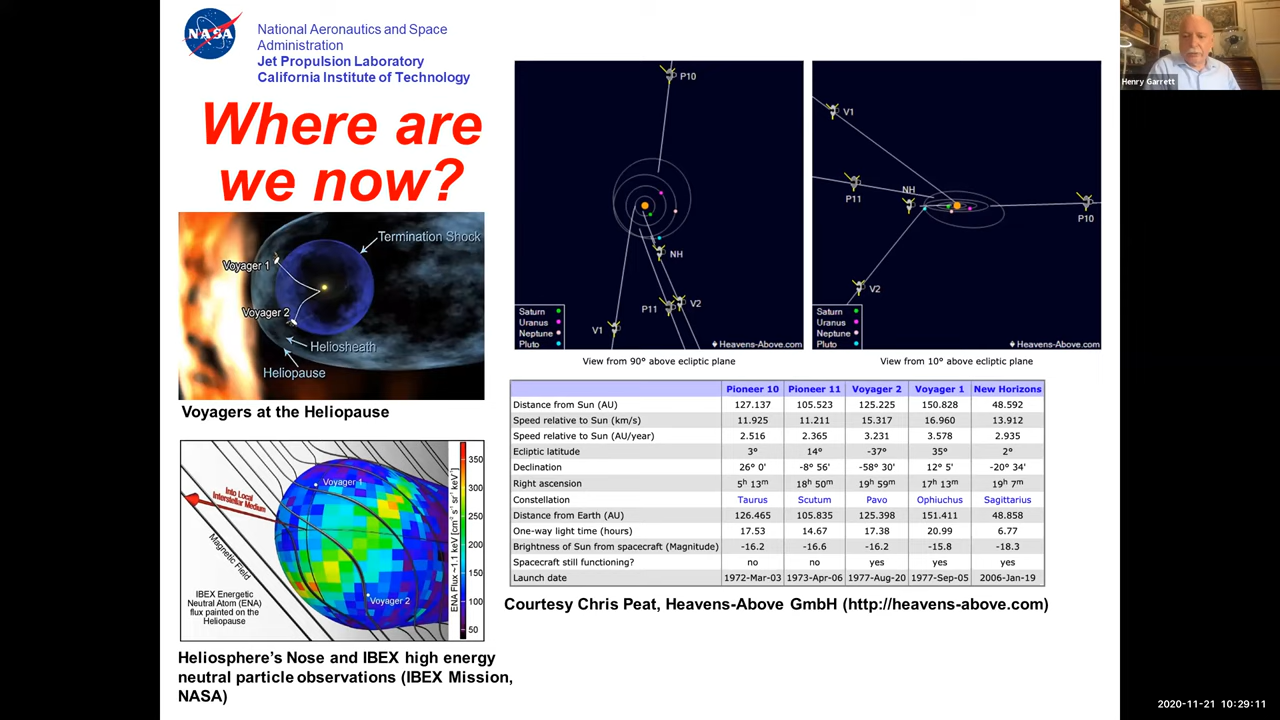 NASA
National Aeronautics and Space
Administration
Jet Propulsion Laboratory
California Institute of Technology
Where are
we now?
Termination Shock
Voyager 1
Voyager 2
Heliosheath
Heliopause
Voyagers at the Heliopause
Voyager 1
Into Local
Interstellar Medium
Magnetic Field
Voyager 2
IBEX Energetic
Neutral Atom (ENA)
flux painted on the
Heliopause
ENA Flux ~1.1 keV [cm² s sr keV]⁻¹
350
300
250
200
150
100
50
Heliosphere's Nose and IBEX high energy
neutral particle observations (IBEX Mission,
NASA)
P10
NH
P11
V2
V1
Saturn
Uranus
Neptune
Pluto
Heavens-Above.com
View from 90° above ecliptic plane
V1
P11
NH
P10
V2
Saturn
Uranus
Neptune
Pluto
Heavens-Above.com
View from 10° above ecliptic plane
Pioneer 10 Pioneer 11 Voyager 2 Voyager 1 New Horizons
Distance from Sun (AU) 127.137 105.523 125.225 150.828 48.592
Speed relative to Sun (km/s) 11.925 11.211 15.317 16.960 13.912
Speed relative to Sun (AU/year) 2.516 2.365 3.231 3.578 2.935
Ecliptic latitude 3° 14° -37° 35° 2°
Declination 26° 0' -8° 56' -58° 30' 12° 5' -20° 34'
Right ascension 5h 13m 18h 50m 19h 59m 17h 13m 19h 7m
Constellation Taurus Scutum Pavo Ophiuchus Sagittarius
Distance from Earth (AU) 126.465 105.835 125.398 151.411 48.858
One-way light time (hours) 17.53 14.67 17.38 20.99 6.77
Brightness of Sun from spacecraft (Magnitude) -16.2 -16.6 -16.2 -15.8 -18.3
Spacecraft still functioning? no no yes yes yes
Launch date 1972-Mar-03 1973-Apr-06 1977-Aug-20 1977-Sep-05 2006-Jan-19
Courtesy Chris Peat, Heavens-Above GmbH (http://heavens-above.com)
Henry Garrett
2020-11-21 10:29:11